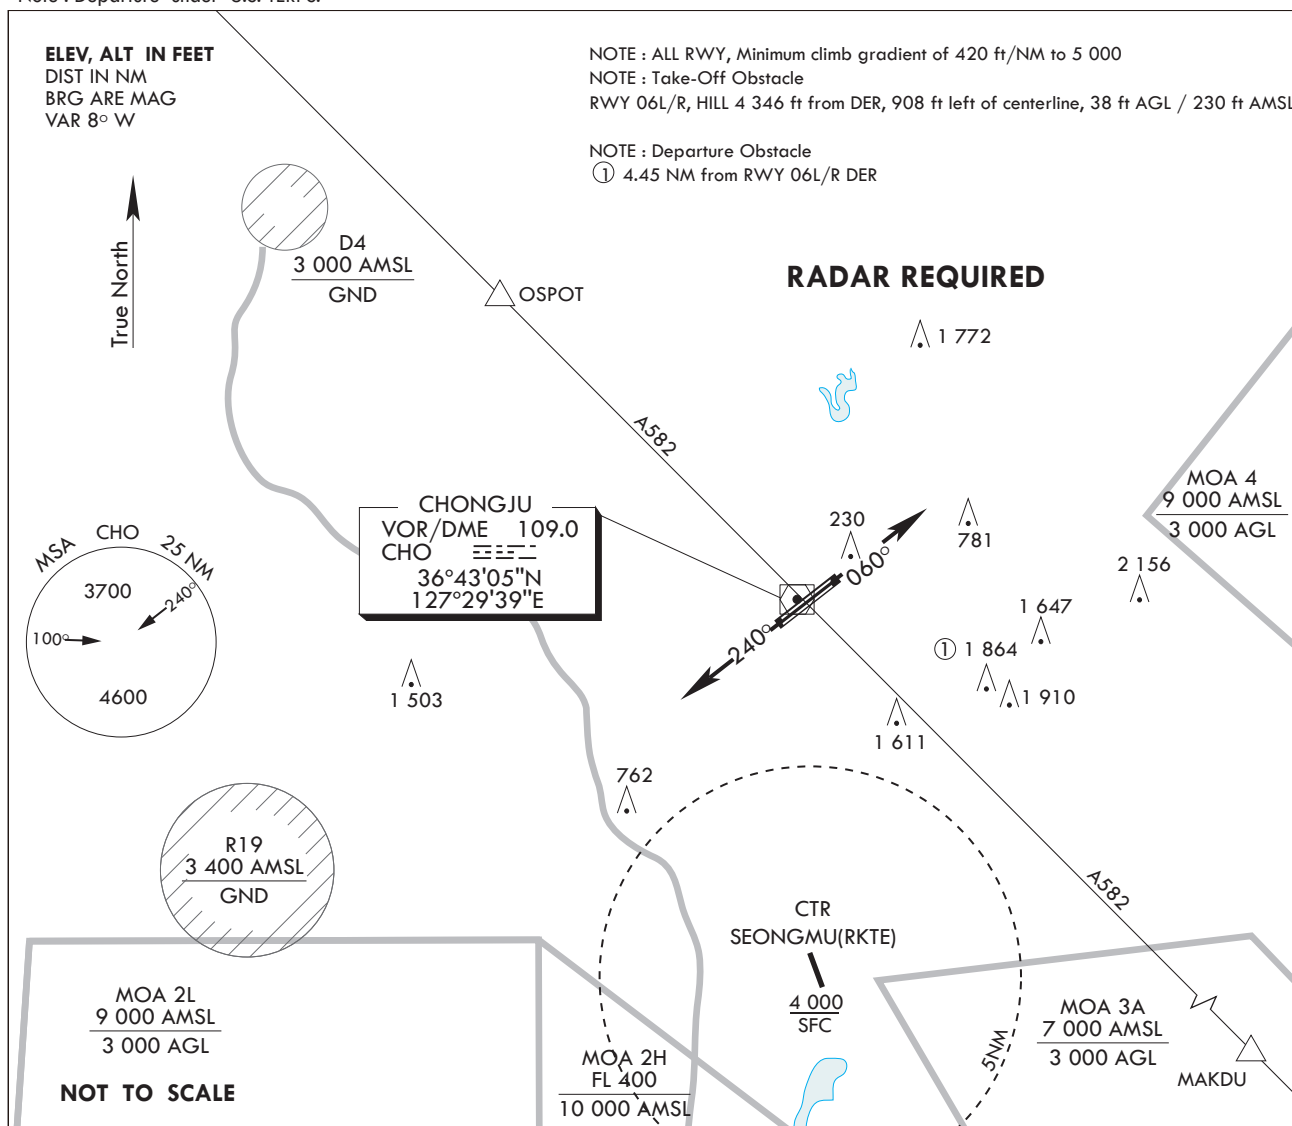 ELEV, ALT IN FEET
DIST IN NM
BRG ARE MAG
VAR 8° W
NOTE : ALL RWY, Minimum climb gradient of 420 ft/NM to 5 000
NOTE : Take-Off Obstacle
RWY 06L/R, HILL 4 346 ft from DER, 908 ft left of centerline, 38 ft AGL / 230 ft AMSL
NOTE : Departure Obstacle
① 4.45 NM from RWY 06L/R DER
True North
D4
3 000 AMSL
GND
OSPOT
RADAR REQUIRED
1 772
A582
MOA 4
9 000 AMSL
3 000 AGL
CHONGJU
VOR/DME 109.0
CHO
36°43'05"N
127°29'39"E
230
781
060°
240°
2 156
1 647
① 1 864
1 910
1 611
MSA CHO 25 NM
3700
240°
100°
4600
1 503
762
R19
3 400 AMSL
GND
CTR
SEONGMU(RKTE)
4 000
SFC
A582
5NM
MOA 2L
9 000 AMSL
3 000 AGL
NOT TO SCALE
MOA 2H
FL 400
10 000 AMSL
MOA 3A
7 000 AMSL
3 000 AGL
MAKDU